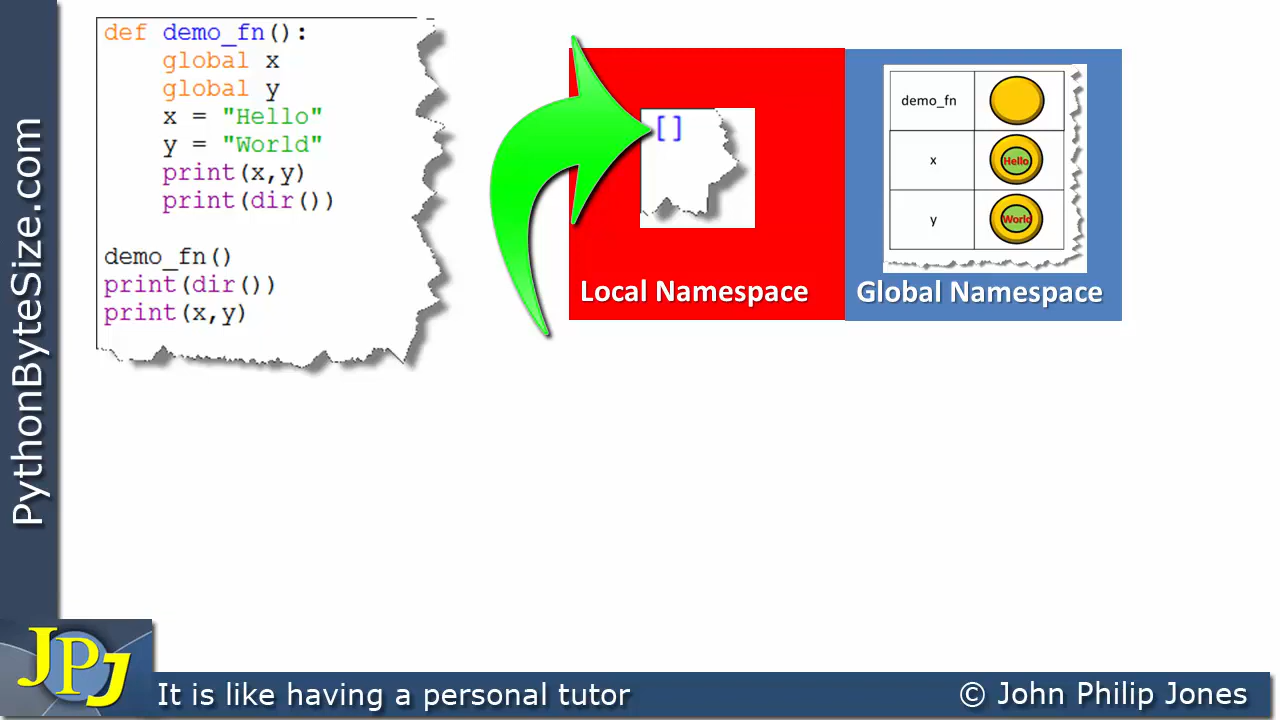 def demo_fn():
    global x
    global y
    x = "Hello"
    y = "World"
    print(x,y)
    print(dir())
demo_fn()
print(dir())
print(x,y)
[]
Local Namespace
demo_fn
x
Hello
y
World
Global Namespace
PythonByteSize.com
JPJ
It is like having a personal tutor
© John Philip Jones